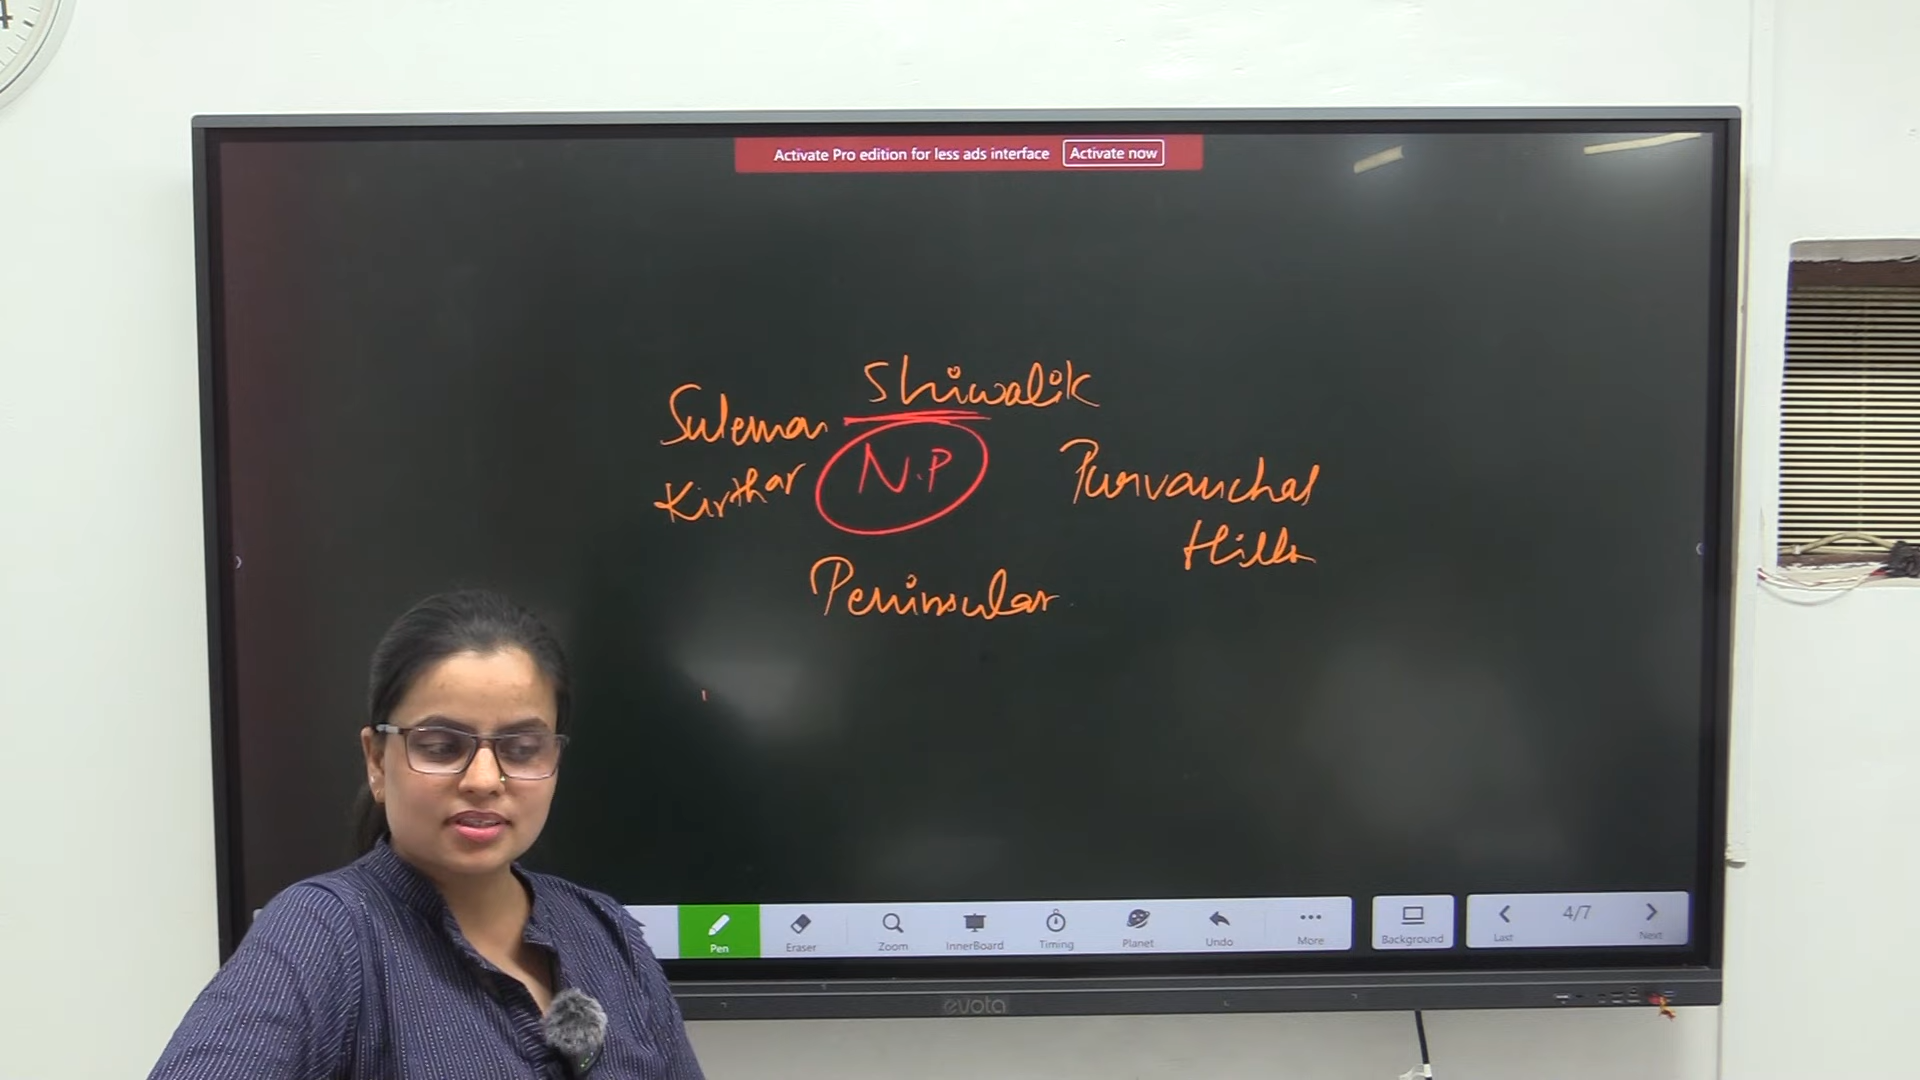 Activate Pro edition for less ads interface Activate now
Shiwalik
Suleman
N.P
Kirthar
Purvanchal
Hills
Peninsular
Pen Eraser Zoom InnerBoard Timing Planet Undo More Background Last 4/7 Next
evota